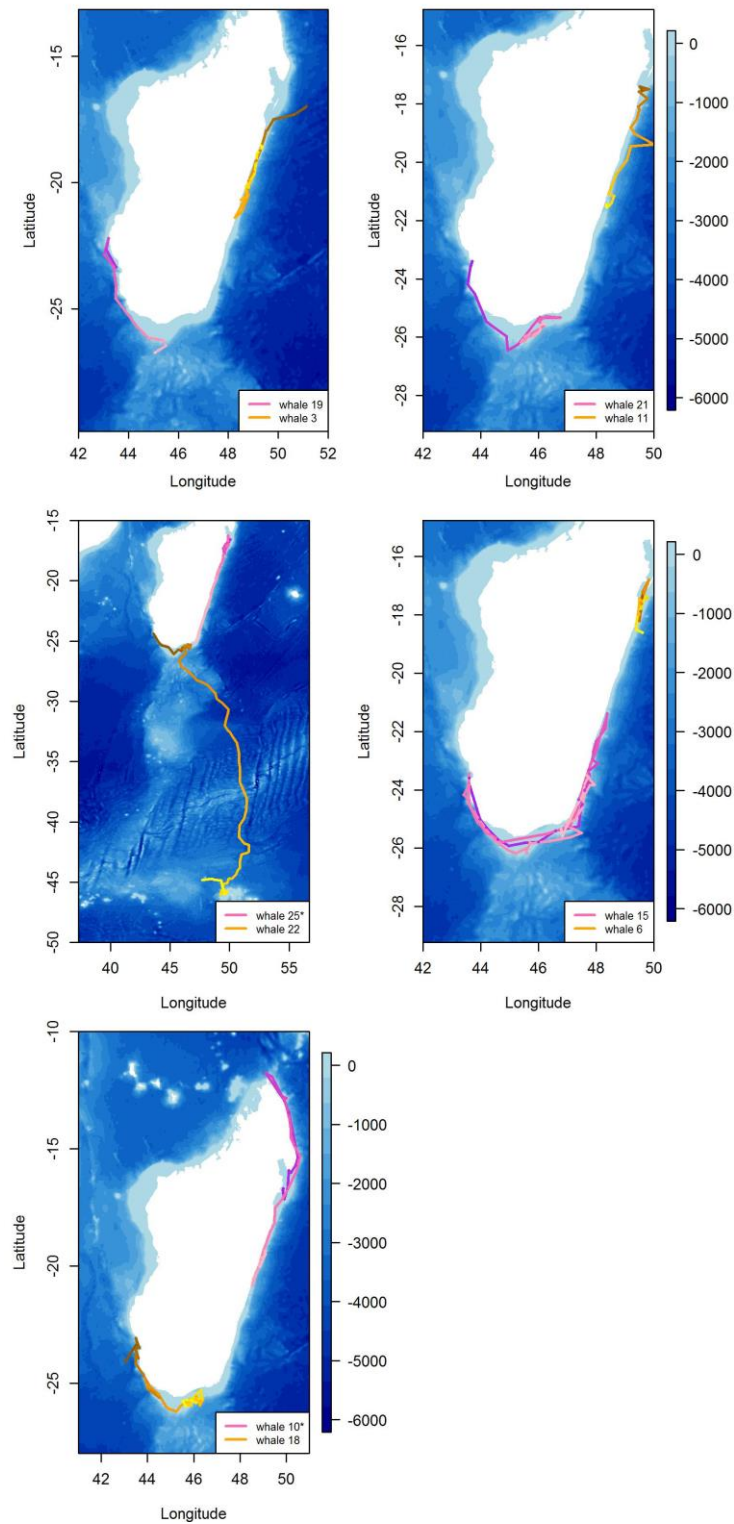 -15
-20
-25
Latitude
42 44 46 48 50 52
Longitude
whale 19
whale 3
-16
-18
-20
-22
-24
-26
-28
Latitude
42 44 46 48 50
Longitude
whale 21
whale 11
0
-1000
-2000
-3000
-4000
-5000
-6000
-15
-20
-25
-30
-35
-40
-45
-50
Latitude
40 45 50 55
Longitude
whale 25*
whale 22
-16
-18
-20
-22
-24
-26
-28
Latitude
42 44 46 48 50
Longitude
whale 15
whale 6
0
-1000
-2000
-3000
-4000
-5000
-6000
-10
-15
-20
-25
Latitude
42 44 46 48 50
Longitude
whale 10*
whale 18
0
-1000
-2000
-3000
-4000
-5000
-6000